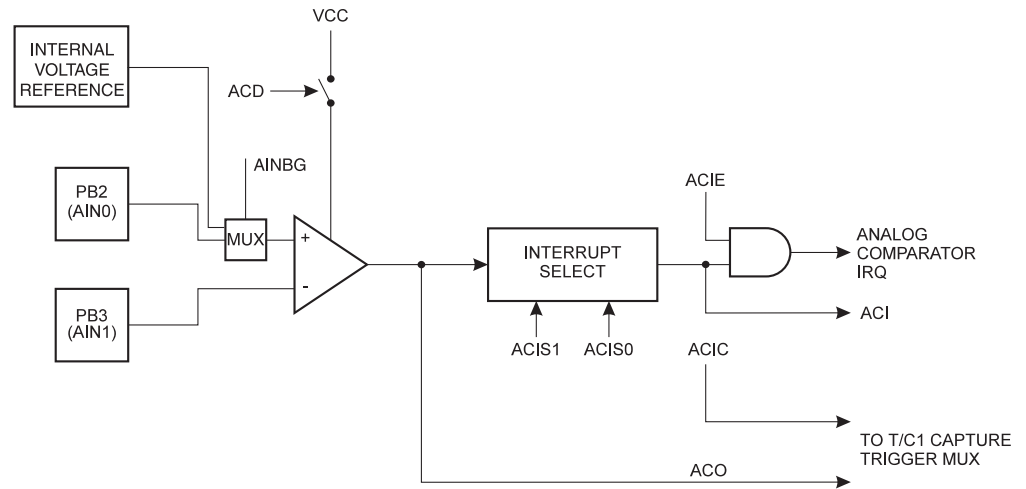 VCC
INTERNAL
VOLTAGE
REFERENCE
ACD
AINBG
PB2
(AIN0)
MUX
+
-
PB3
(AIN1)
INTERRUPT
SELECT
ACIS1
ACIS0
ACIE
ANALOG
COMPARATOR
IRQ
ACI
ACIC
TO T/C1 CAPTURE
TRIGGER MUX
ACO